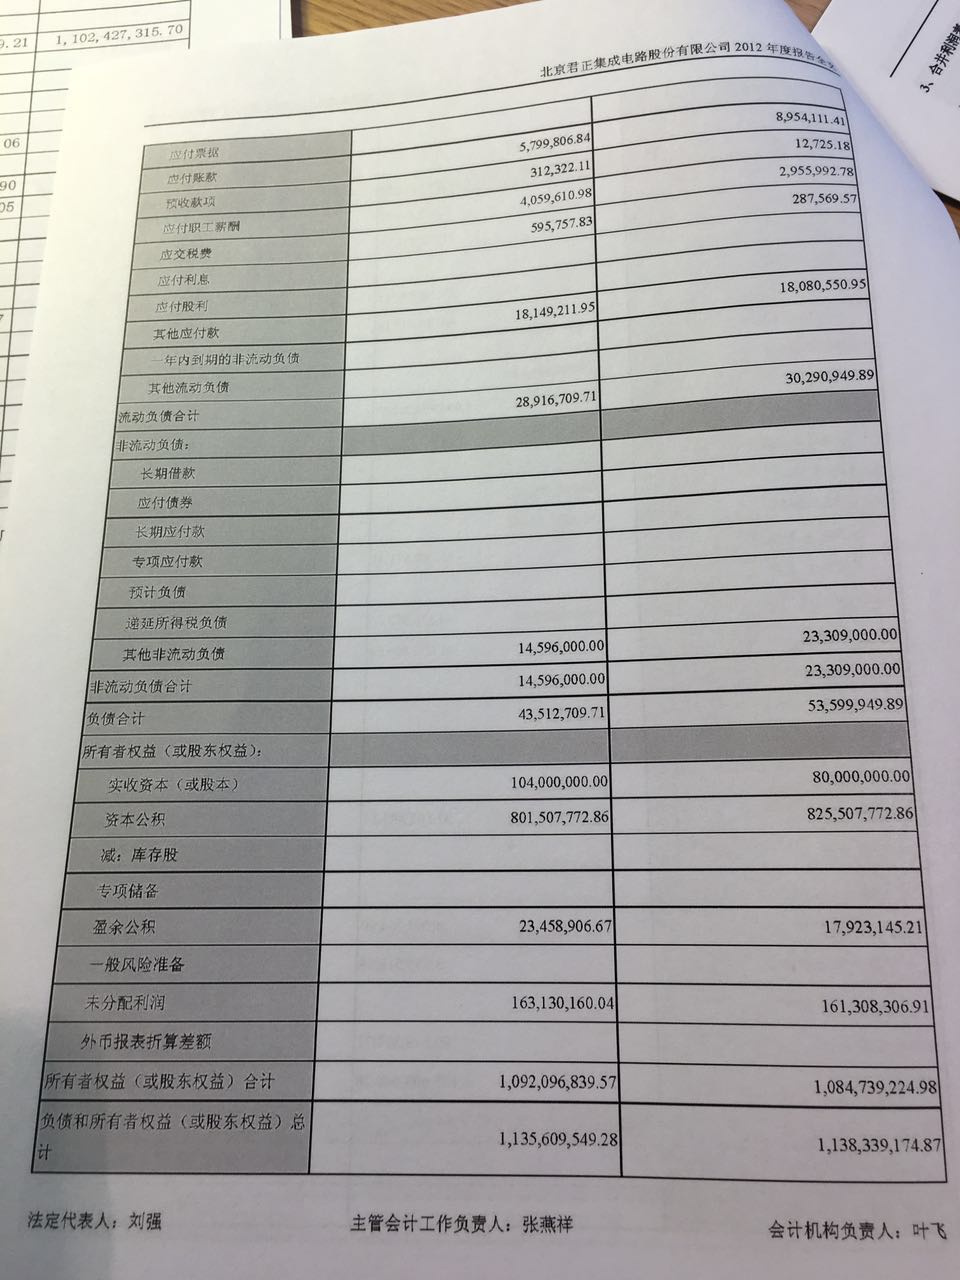 9.21 1,102,427,315.70
06
90
05
3、合并利润
北京君正集成电路股份有限公司 2012 年度报告全文
应付票据
应付账款 5,799,806.84 8,954,111.41
预收款项 312,322.11 12,725.18
应付职工薪酬 4,059,610.98 2,955,992.78
应交税费 595,757.83 287,569.57
应付利息
应付股利
其他应付款 18,149,211.95 18,080,550.95
一年内到期的非流动负债
其他流动负债
流动负债合计 28,916,709.71 30,290,949.89
非流动负债：
长期借款
应付债券
长期应付款
专项应付款
预计负债
递延所得税负债
其他非流动负债 14,596,000.00 23,309,000.00
非流动负债合计 14,596,000.00 23,309,000.00
负债合计 43,512,709.71 53,599,949.89
所有者权益（或股东权益）：
实收资本（或股本） 104,000,000.00 80,000,000.00
资本公积 801,507,772.86 825,507,772.86
减：库存股
专项储备
盈余公积 23,458,906.67 17,923,145.21
一般风险准备
未分配利润 163,130,160.04 161,308,306.91
外币报表折算差额
所有者权益（或股东权益）合计 1,092,096,839.57 1,084,739,224.98
负债和所有者权益（或股东权益）总
计 1,135,609,549.28 1,138,339,174.87
法定代表人：刘强 主管会计工作负责人：张燕祥 会计机构负责人：叶飞